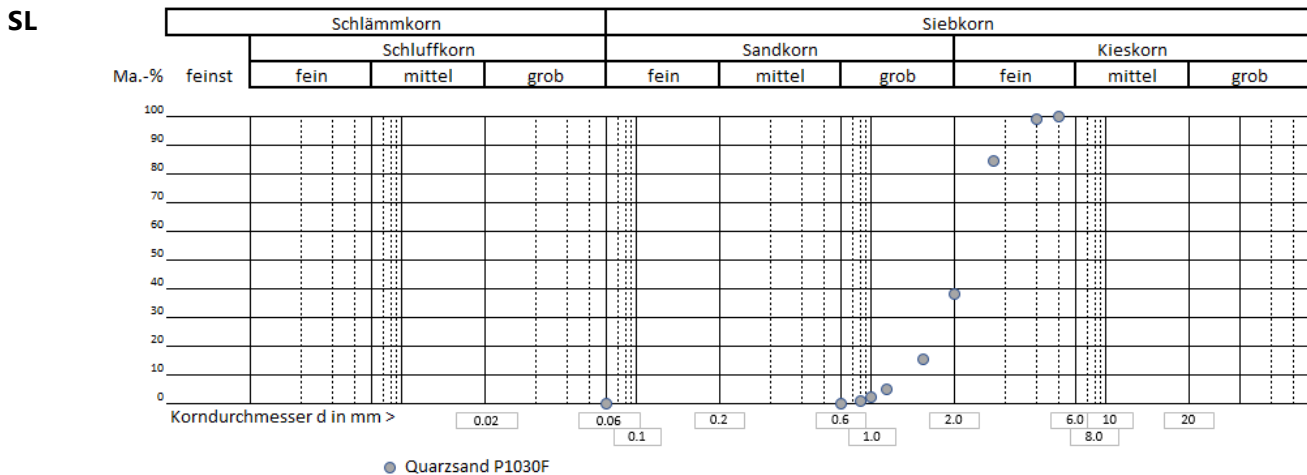 SL
Schlämmkorn Siebkorn
Schluffkorn Sandkorn Kieskorn
Ma.-% feinst fein mittel grob fein mittel grob fein mittel grob
100
90
80
70
60
50
40
30
20
10
0
Korndurchmesser d in mm > 0.02 0.06 0.2 0.6 2.0 6.0 10 20
0.1 1.0 8.0
Quarzsand P1030F